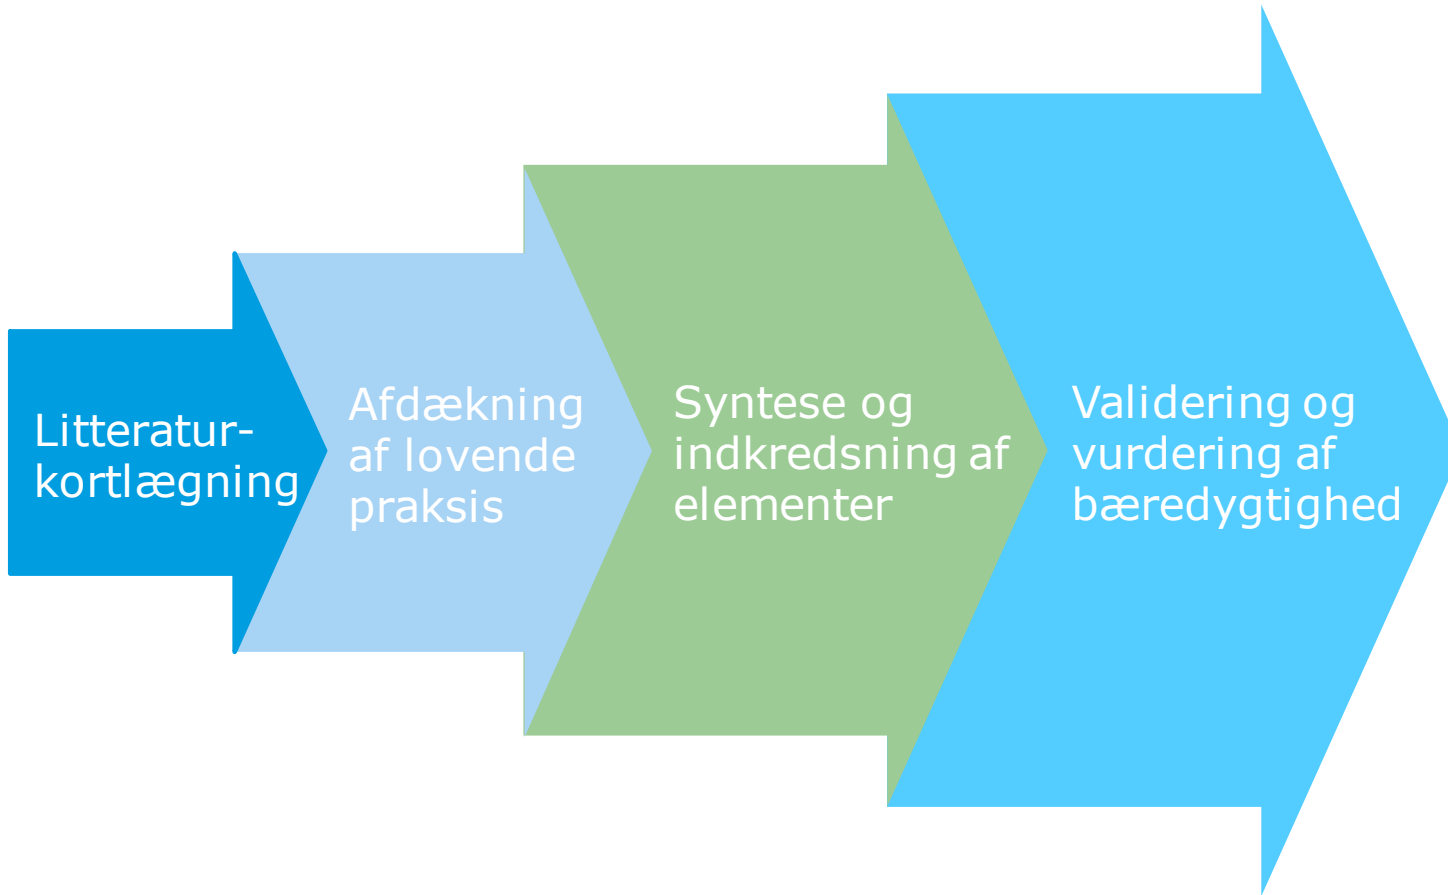 Litteratur-
kortlægning
Afdækning
af lovende
praksis
Syntese og
indkredsning af
elementer
Validering og
vurdering af
bæredygtighed